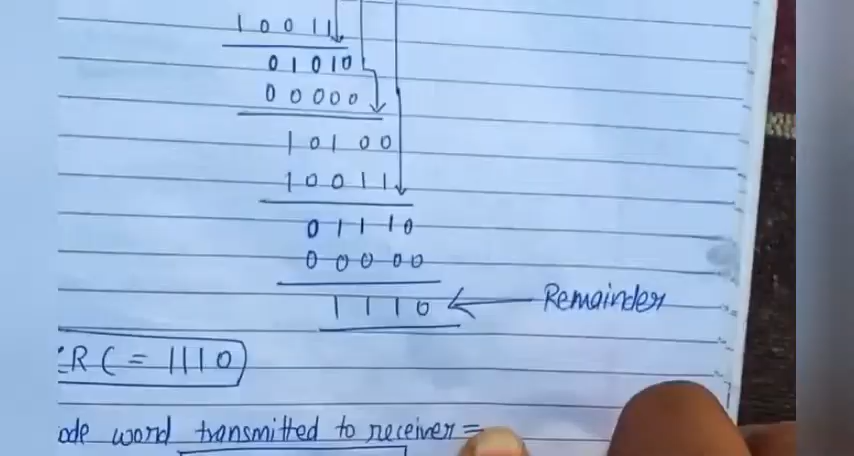 10011
01010
00000
10100
10011
01110
00000
1110 ← Remainder
CRC = 1110
ode word transmitted to receiver =